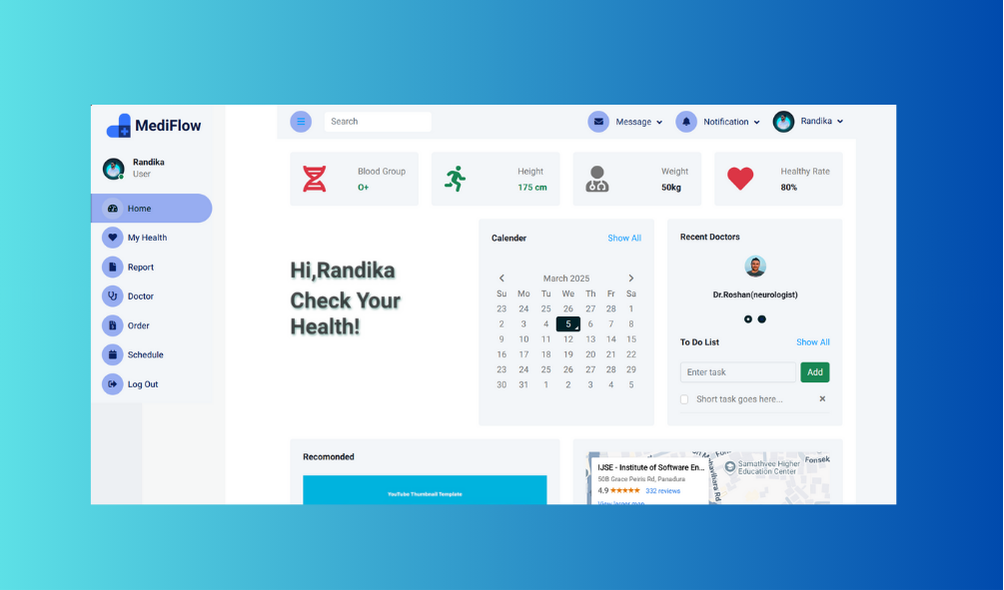 MediFlow
Randika
User
Home
My Health
Report
Doctor
Order
Schedule
Log Out
Search
Message
Notification
Randika
Blood Group
O+
Height
175 cm
Weight
50kg
Healthy Rate
80%
Hi,Randika
Check Your
Health!
Calender Show All
March 2025
Su Mo Tu We Th Fr Sa
23 24 25 26 27 28 1
2 3 4 5 6 7 8
9 10 11 12 13 14 15
16 17 18 19 20 21 22
23 24 25 26 27 28 29
30 31 1 2 3 4 5
Recent Doctors
Dr.Roshan(neurologist)
To Do List Show All
Enter task Add
Short task goes here...
Recomonded
YouTube Thumbnail Template
IJSE - Institute of Software En...
50B Grace Peiris Rd, Panadura
4.9 ★★★★★ 332 reviews
View larger map
Samathvee Higher
Education Center
Fonsek